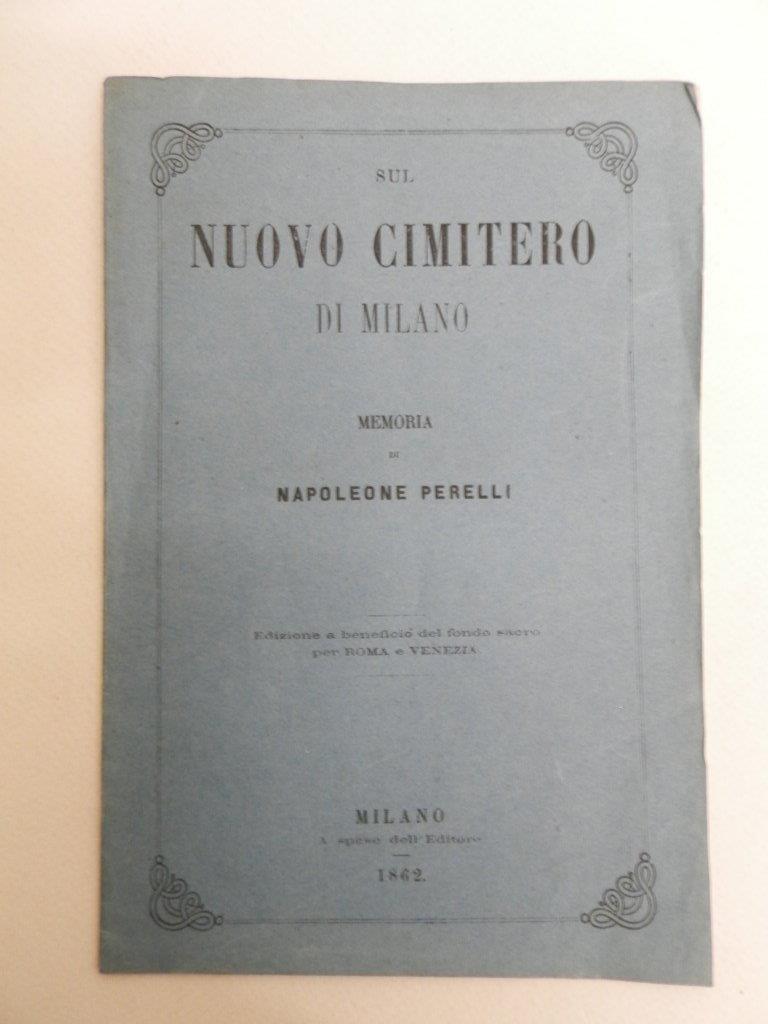 SUL
NUOVO CIMITERO
DI MILANO
MEMORIA
DI
NAPOLEONE PERELLI
Edizione a beneficio del fondo sacro
per ROMA e VENEZIA
MILANO
A spese dell'Editore
1862.